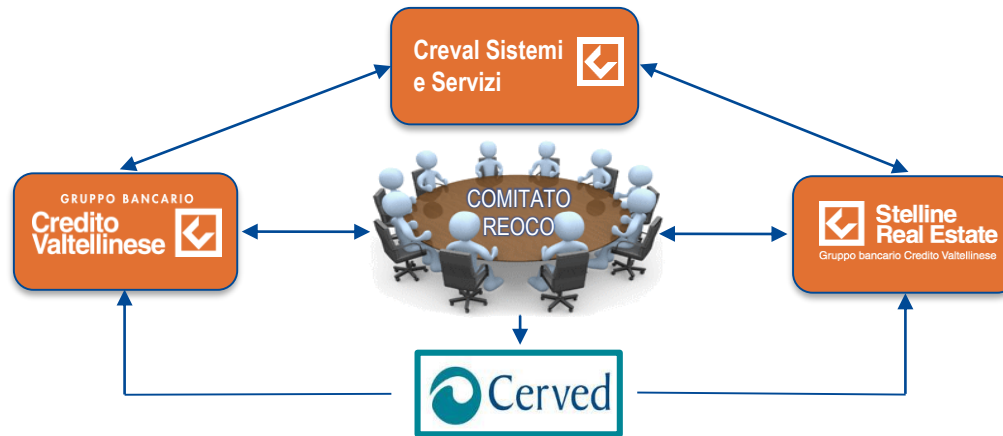 Creval Sistemi
e Servizi
GRUPPO BANCARIO
Credito
Valtellinese
COMITATO
REOCO
Stelline
Real Estate
Gruppo bancario Credito Valtellinese
Cerved